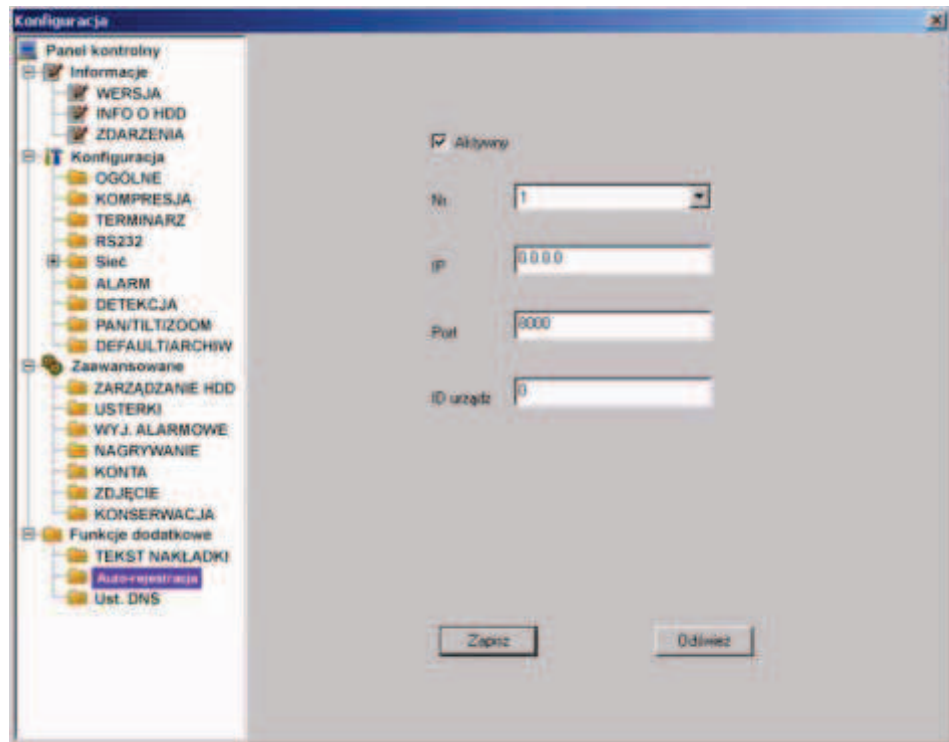 Konfiguracja
Panel kontrolny
Informacje
WERSJA
INFO O HDD
ZDARZENIA
Konfiguracja
OGÓLNE
KOMPRESJA
TERMINARZ
RS232
Sieć
ALARM
DETEKCJA
PAN/TILT/ZOOM
DEFAULT/ARCHIW
Zaawansowane
ZARZĄDZANIE HDD
USTERKI
WYJ. ALARMOWE
NAGRYWANIE
KONTA
ZDJĘCIE
KONSERWACJA
Funkcje dodatkowe
TEKST NAKŁADKI
Auto-rejestracja
Ust. DNS
Aktywny
Nr 1
IP 0.0.0.0
Port 8000
ID urządz 0
Zapisz Odśwież